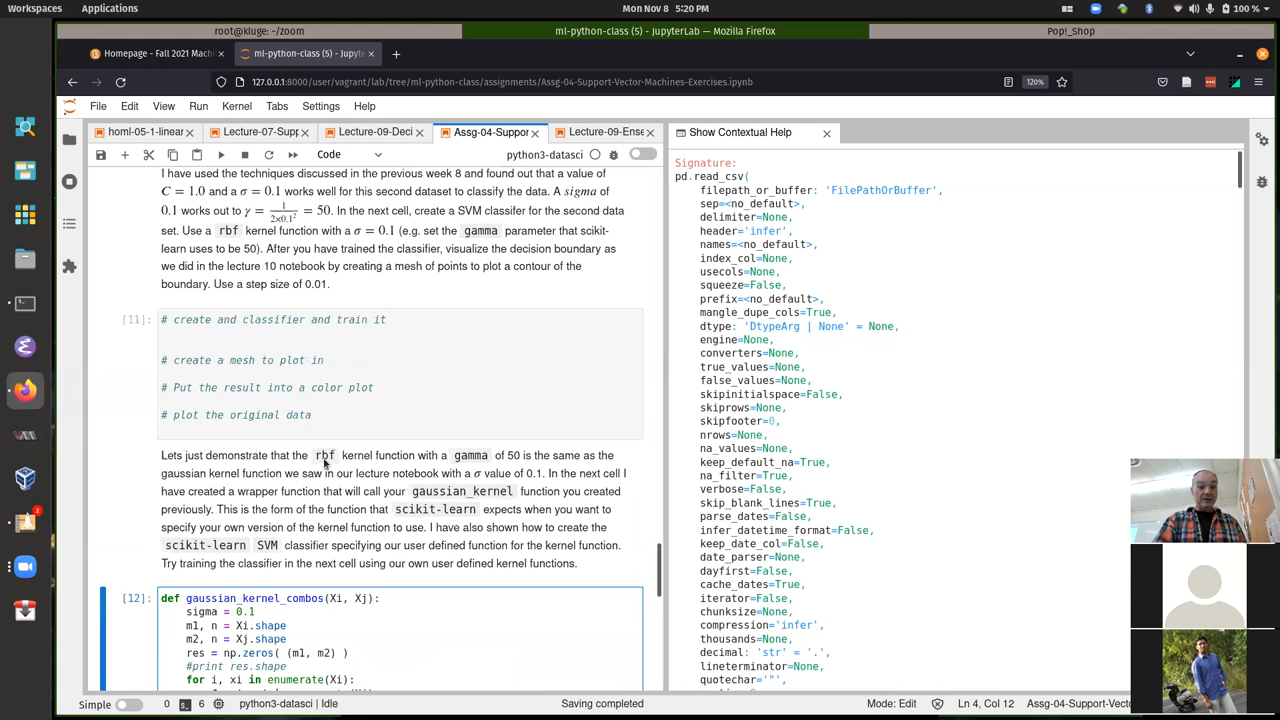 Workspaces Applications Mon Nov 8 5:20 PM 100 %
root@kluge: ~/zoom ml-python-class (5) - JupyterLab — Mozilla Firefox Pop!_Shop
Homepage - Fall 2021 Mach ml-python-class (5) - Jupyte
127.0.0.1:8000/user/vagrant/lab/tree/ml-python-class/assignments/Assg-04-Support-Vector-Machines-Exercises.ipynb 120%
File Edit View Run Kernel Tabs Settings Help
homl-05-1-linear Lecture-07-Supp Lecture-09-Deci Assg-04-Suppor Lecture-09-Ense Show Contextual Help
Code python3-datasci
I have used the techniques discussed in the previous week 8 and found out that a value of
C = 1.0 and a σ = 0.1 works well for this second dataset to classify the data. A sigma of
0.1 works out to γ = 1/(2×0.1²) = 50. In the next cell, create a SVM classifer for the second data
set. Use a rbf kernel function with a σ = 0.1 (e.g. set the gamma parameter that scikit-
learn uses to be 50). After you have trained the classifier, visualize the decision boundary as
we did in the lecture 10 notebook by creating a mesh of points to plot a contour of the
boundary. Use a step size of 0.01.
[11]: # create and classifier and train it
# create a mesh to plot in
# Put the result into a color plot
# plot the original data
Lets just demonstrate that the rbf kernel function with a gamma of 50 is the same as the
gaussian kernel function we saw in our lecture notebook with a σ value of 0.1. In the next cell I
have created a wrapper function that will call your gaussian_kernel function you created
previously. This is the form of the function that scikit-learn expects when you want to
specify your own version of the kernel function to use. I have also shown how to create the
scikit-learn SVM classifier specifying our user defined function for the kernel function.
Try training the classifier in the next cell using our own user defined kernel functions.
[12]: def gaussian_kernel_combos(Xi, Xj):
sigma = 0.1
m1, n = Xi.shape
m2, n = Xj.shape
res = np.zeros( (m1, m2) )
#print res.shape
for i, xi in enumerate(Xi):
Signature:
pd.read_csv(
filepath_or_buffer: 'FilePathOrBuffer',
sep=<no_default>,
delimiter=None,
header='infer',
names=<no_default>,
index_col=None,
usecols=None,
squeeze=False,
prefix=<no_default>,
mangle_dupe_cols=True,
dtype: 'DtypeArg | None' = None,
engine=None,
converters=None,
true_values=None,
false_values=None,
skipinitialspace=False,
skiprows=None,
skipfooter=0,
nrows=None,
na_values=None,
keep_default_na=True,
na_filter=True,
verbose=False,
skip_blank_lines=True,
parse_dates=False,
infer_datetime_format=False,
keep_date_col=False,
date_parser=None,
dayfirst=False,
cache_dates=True,
iterator=False,
chunksize=None,
compression='infer',
thousands=None,
decimal: 'str' = '.',
lineterminator=None,
quotechar='"',
Simple 0 6 python3-datasci | Idle Saving completed Mode: Edit Ln 4, Col 12 Assg-04-Support-Vecto